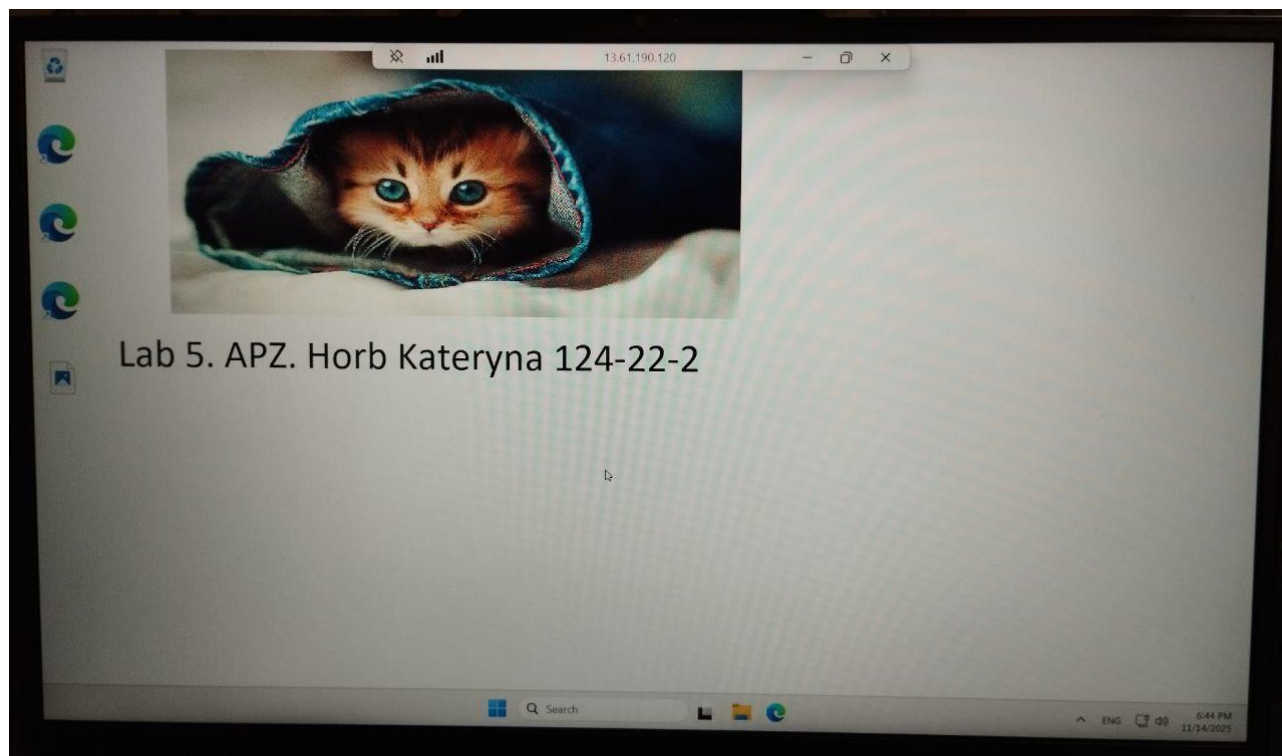 13.61.190.120
Lab 5. APZ. Horb Kateryna 124-22-2
Search
ENG
6:44 PM
11/14/2025